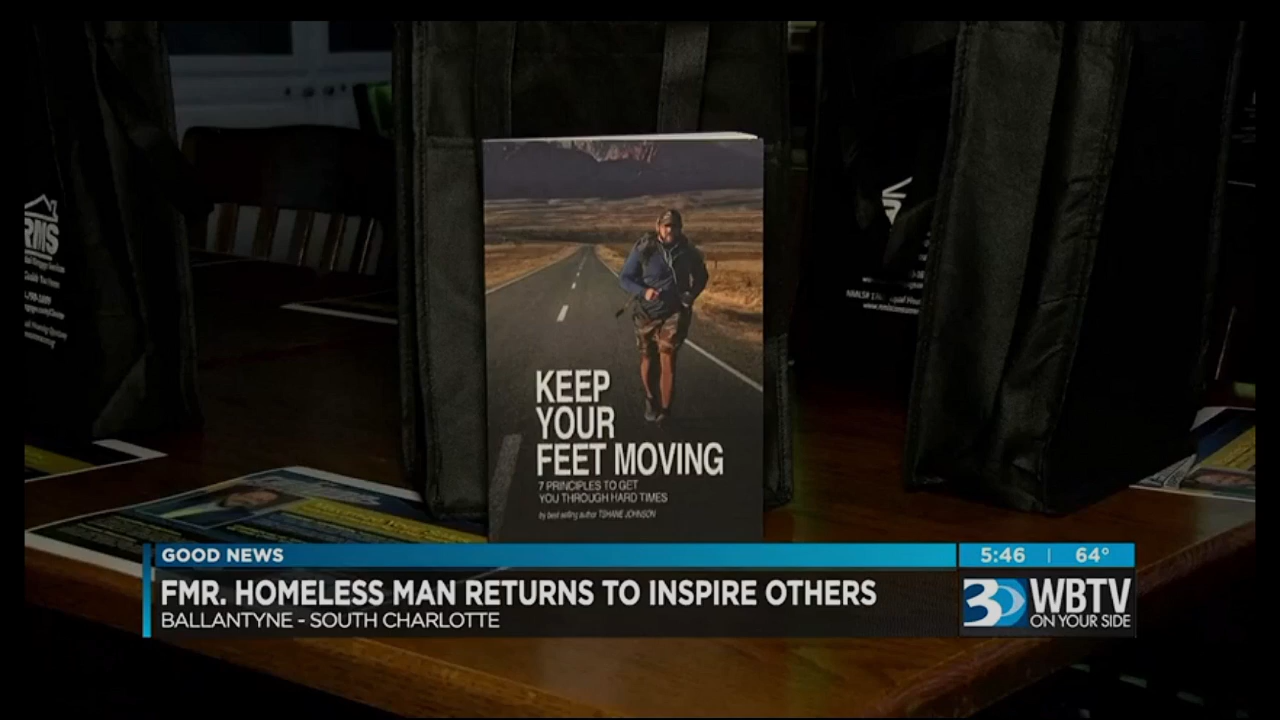 RMS
NMLS#
KEEP
YOUR
FEET MOVING
7 PRINCIPLES TO GET
YOU THROUGH HARD TIMES
by best selling author TSHANE JOHNSON
GOOD NEWS
5:46 | 64°
FMR. HOMELESS MAN RETURNS TO INSPIRE OTHERS
BALLANTYNE - SOUTH CHARLOTTE
3 WBTV
ON YOUR SIDE